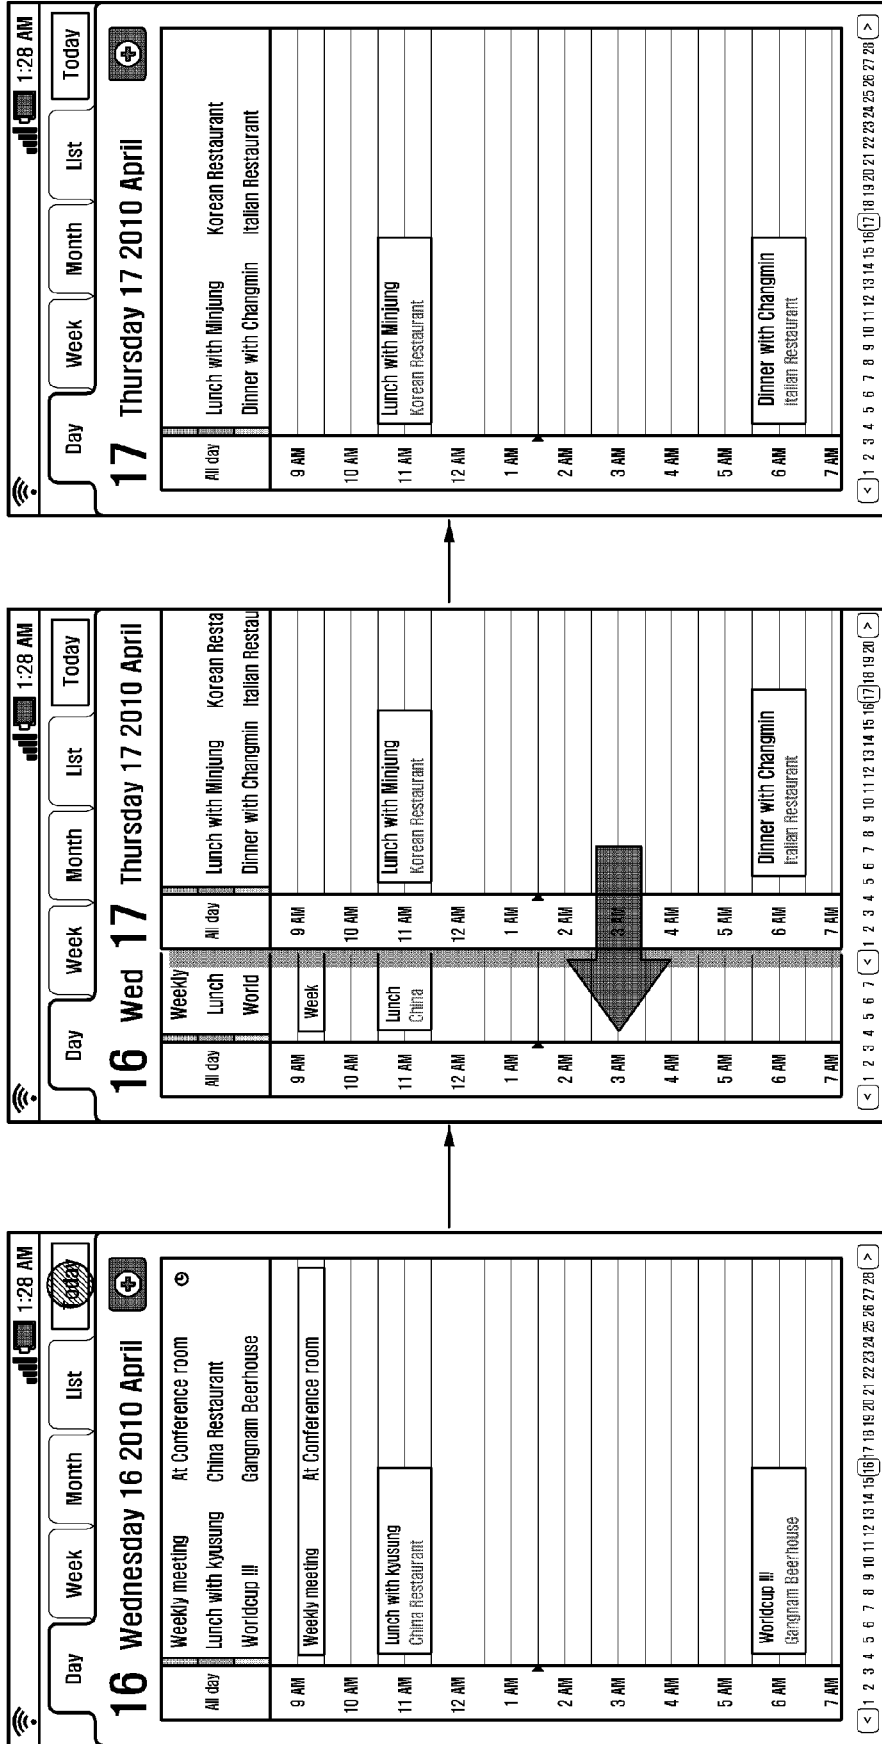 1:28 AM
Day Week Month List Today
16 Wednesday 16 2010 April
All day
Weekly meeting At Conference room
Lunch with kyusung China Restaurant
Worldcup !!! Gangnam Beerhouse
9 AM
Weekly meeting At Conference room
10 AM
11 AM
Lunch with kyusung
China Restaurant
12 AM
1 AM
2 AM
3 AM
4 AM
5 AM
6 AM
Worldcup !!!
Gangnam Beerhouse
7 AM
< 1 2 3 4 5 6 7 8 9 10 11 12 13 14 15 16 17 18 19 20 21 22 23 24 25 26 27 28 >
1:28 AM
Day Week Month List Today
16 Wed 17 Thursday 17 2010 April
All day
Weekly
Lunch
World
9 AM
Week
10 AM
11 AM
Lunch
China
12 AM
1 AM
2 AM
3 AM
4 AM
5 AM
6 AM
7 AM
All day
Lunch with Minjung Korean Resta
Dinner with Changmin Italian Restau
9 AM
10 AM
11 AM
Lunch with Minjung
Korean Restaurant
12 AM
1 AM
2 AM
3 AM
4 AM
5 AM
6 AM
Dinner with Changmin
Italian Restaurant
7 AM
< 1 2 3 4 5 6 7 < 1 2 3 4 5 6 7 8 9 10 11 12 13 14 15 16 17 18 19 20 >
1:28 AM
Day Week Month List Today
17 Thursday 17 2010 April
All day
Lunch with Minjung Korean Restaurant
Dinner with Changmin Italian Restaurant
9 AM
10 AM
11 AM
Lunch with Minjung
Korean Restaurant
12 AM
1 AM
2 AM
3 AM
4 AM
5 AM
6 AM
Dinner with Changmin
Italian Restaurant
7 AM
< 1 2 3 4 5 6 7 8 9 10 11 12 13 14 15 16 17 18 19 20 21 22 23 24 25 26 27 28 >